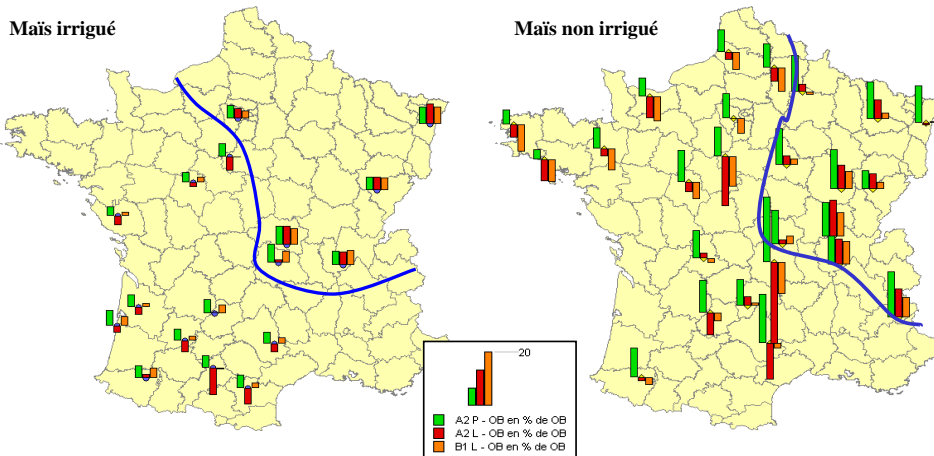 Maïs irrigué
Maïs non irrigué
20
A2 P - OB en % de OB
A2 L - OB en % de OB
B1 L - OB en % de OB